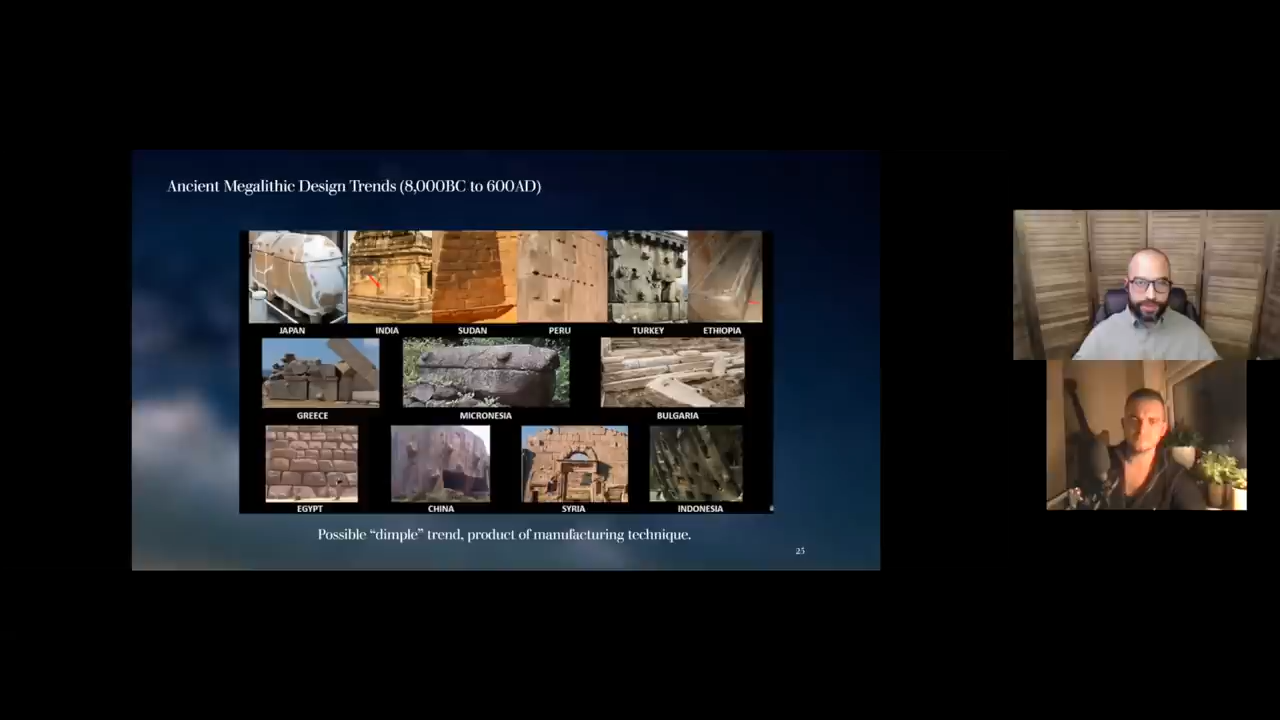 Ancient Megalithic Design Trends (8,000BC to 600AD)
JAPAN INDIA SUDAN PERU TURKEY ETHIOPIA
GREECE MICRONESIA BULGARIA
EGYPT CHINA SYRIA INDONESIA
Possible “dimple” trend, product of manufacturing technique.
25